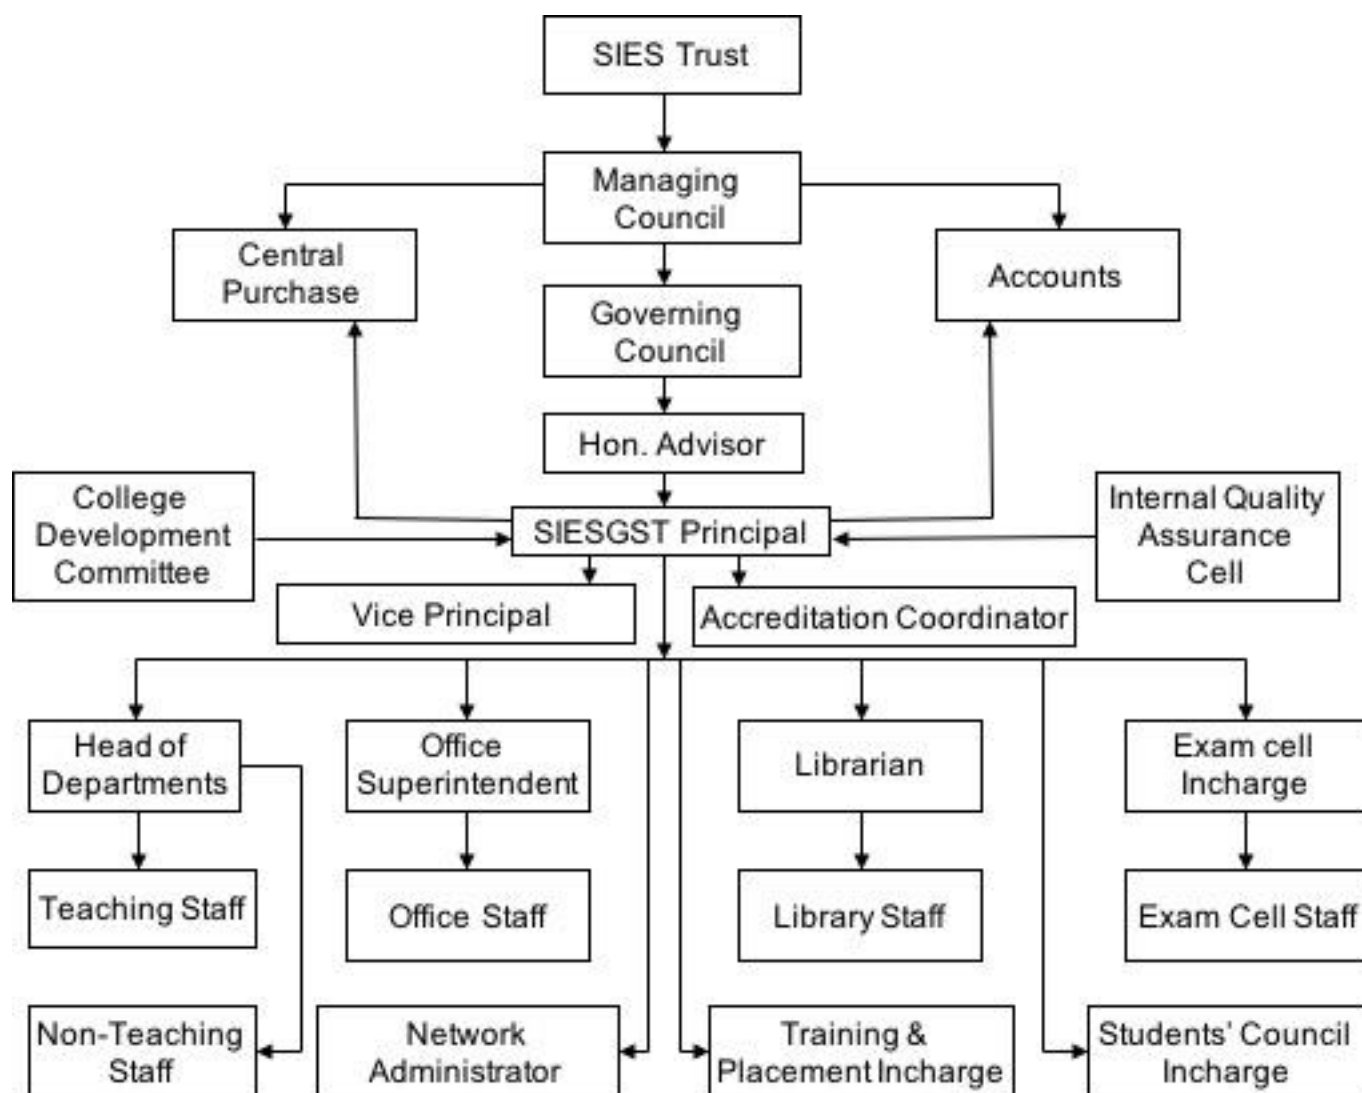 SIES Trust
Managing
Council
Central
Purchase
Accounts
Governing
Council
Hon. Advisor
College
Development
Committee
SIESGST Principal
Internal Quality
Assurance
Cell
Vice Principal
Accreditation Coordinator
Head of
Departments
Office
Superintendent
Librarian
Exam cell
Incharge
Teaching Staff
Office Staff
Library Staff
Exam Cell Staff
Non-Teaching
Staff
Network
Administrator
Training &
Placement Incharge
Students' Council
Incharge